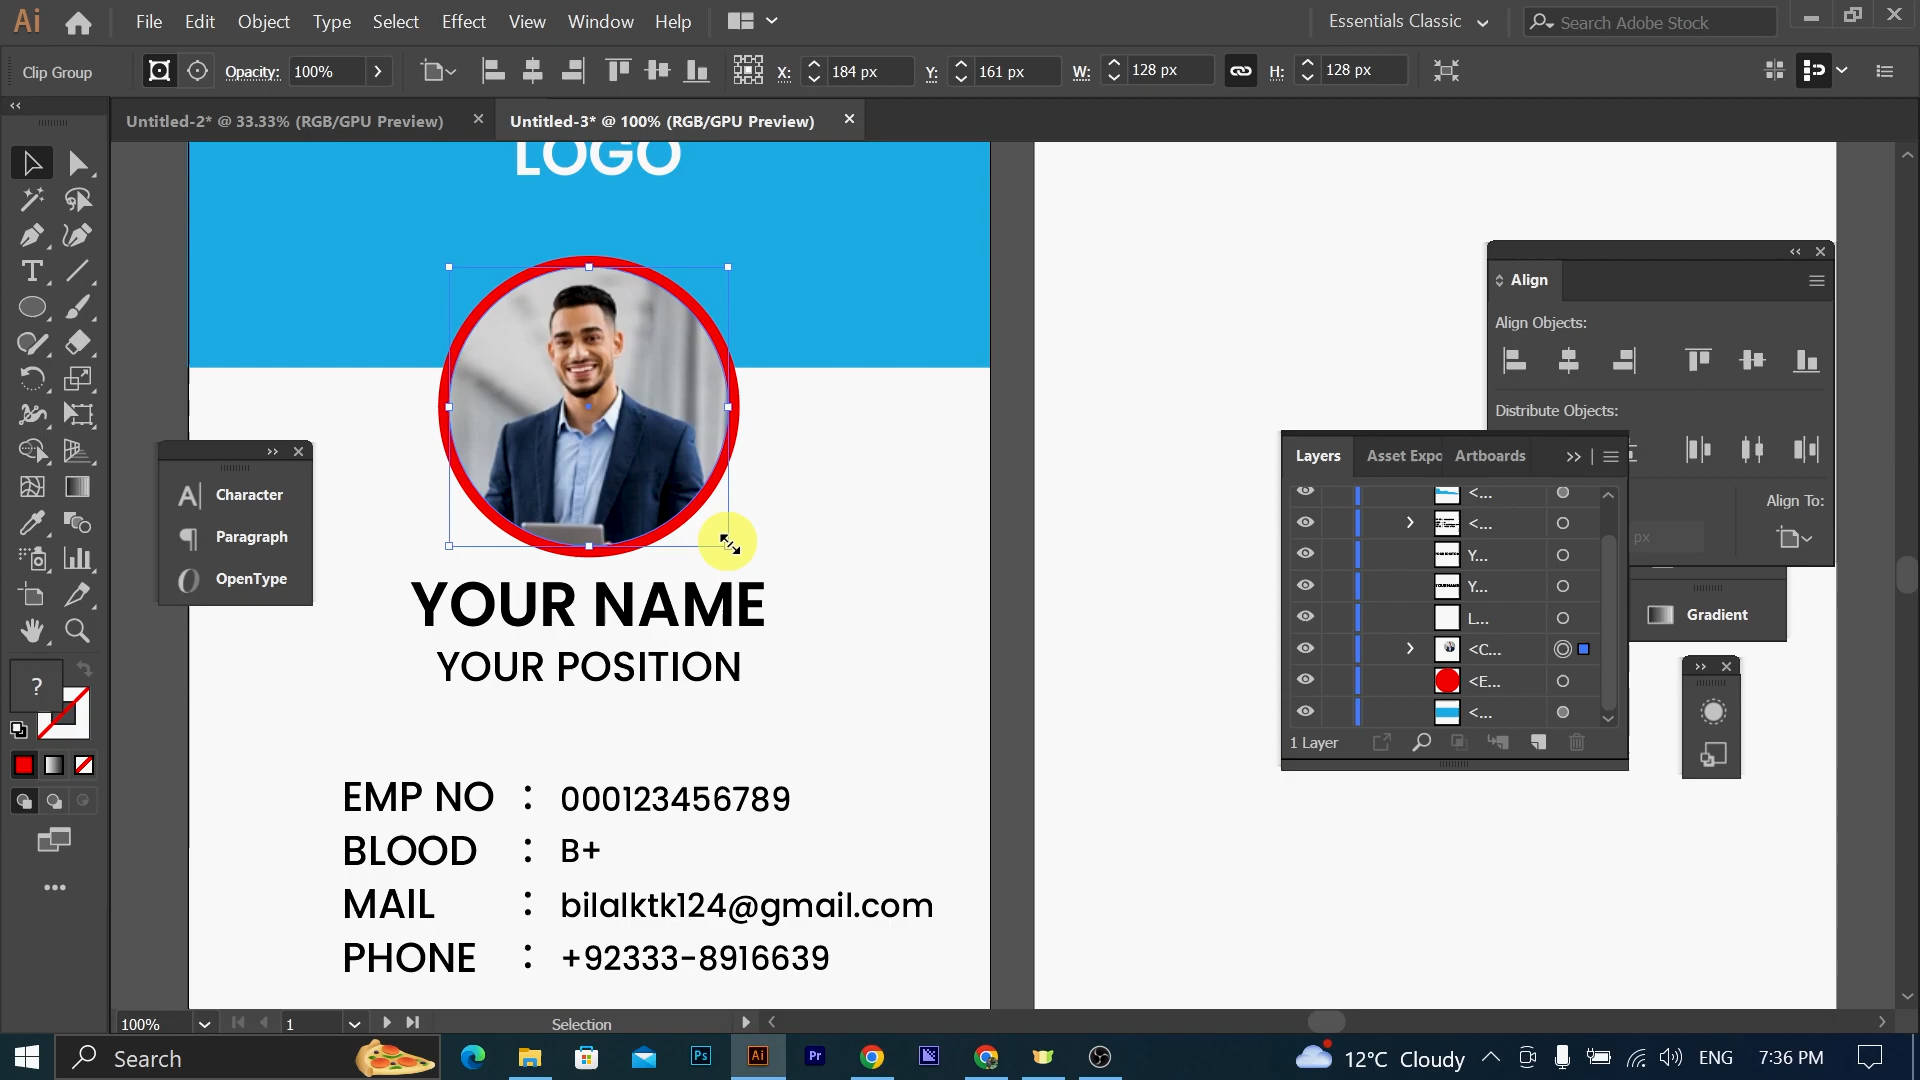 Ai File Edit Object Type Select Effect View Window Help Essentials Classic Search Adobe Stock
Clip Group Opacity: 100% X: 184 px Y: 161 px W: 128 px H: 128 px
Untitled-2* @ 33.33% (RGB/GPU Preview) Untitled-3* @ 100% (RGB/GPU Preview)
LOGO
Align
Align Objects:
Distribute Objects:
Layers Asset Expo Artboards
Align To:
px
<...
<...
Y...
Y...
L...
<C...
<E...
<...
1 Layer
Gradient
Character
Paragraph
OpenType
YOUR NAME
YOUR POSITION
EMP NO : 000123456789
BLOOD : B+
MAIL : bilalktk124@gmail.com
PHONE : +92333-8916639
?
100% 1 Selection
Search Ps Ai Pr 12°C Cloudy ENG 7:36 PM